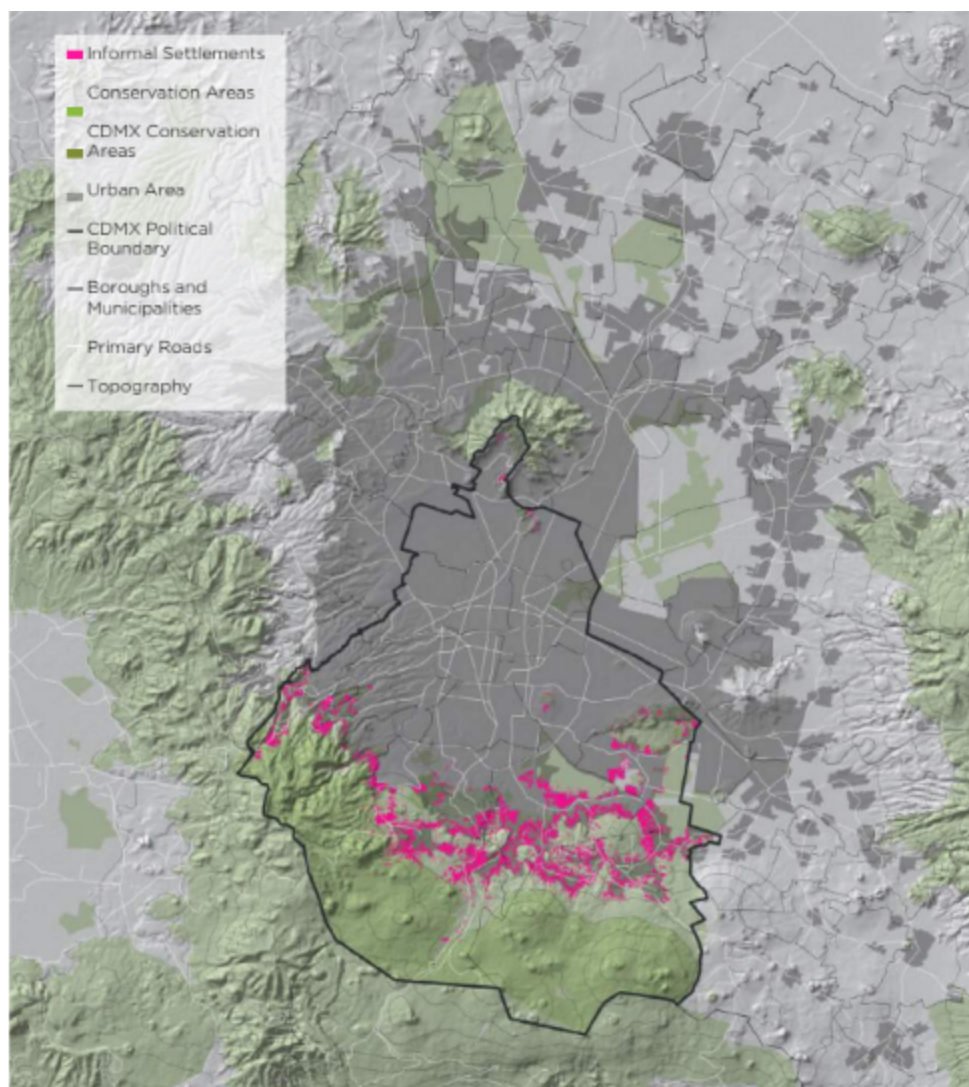 Informal Settlements
Conservation Areas
CDMX Conservation
Areas
Urban Area
CDMX Political
Boundary
Boroughs and
Municipalities
Primary Roads
Topography